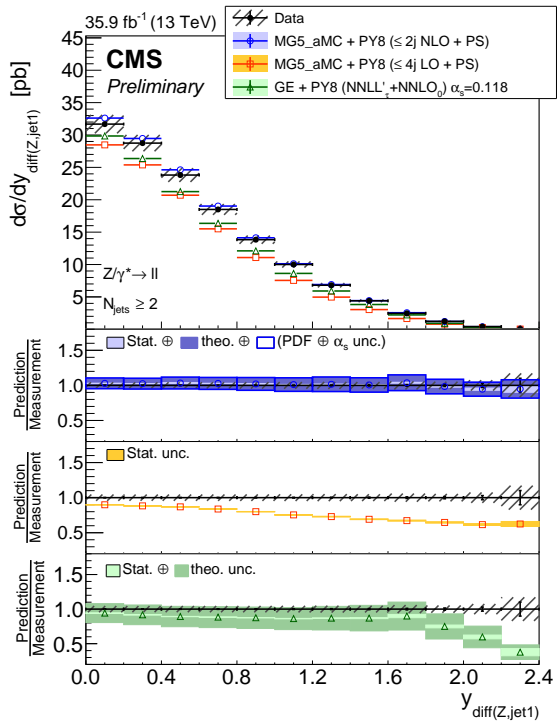 35.9 fb⁻¹ (13 TeV)
CMS
Preliminary
Data
MG5_aMC + PY8 (≤ 2j NLO + PS)
MG5_aMC + PY8 (≤ 4j LO + PS)
GE + PY8 (NNLL'τ+NNLO₀) αₛ=0.118
dσ/dy_diff(Z,jet1) [pb]
45
40
35
30
25
20
15
10
5
Z/γ*→ ll
N_jets ≥ 2
Prediction
Measurement
Stat. ⊕ theo. ⊕ (PDF ⊕ αₛ unc.)
1.5
1.0
0.5
Prediction
Measurement
Stat. unc.
1.5
1.0
0.5
Prediction
Measurement
Stat. ⊕ theo. unc.
1.5
1.0
0.5
0.0 0.4 0.8 1.2 1.6 2.0 2.4
y_diff(Z,jet1)